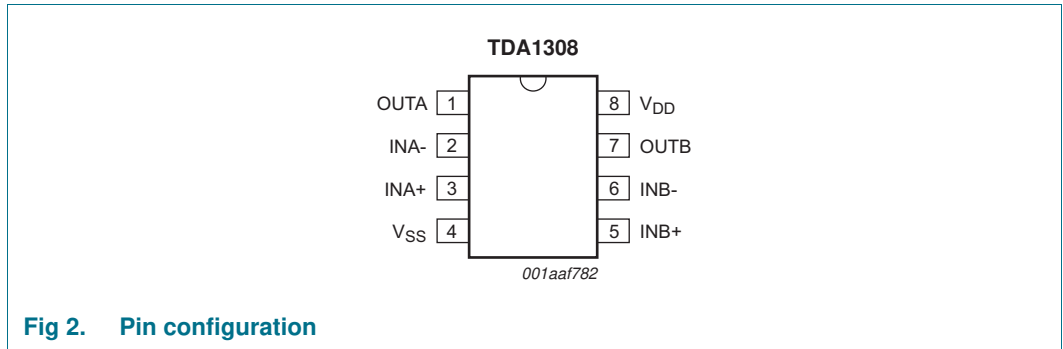 TDA1308
OUTA 1 8 VDD
INA- 2 7 OUTB
INA+ 3 6 INB-
VSS 4 5 INB+
001aaf782
Fig 2. Pin configuration